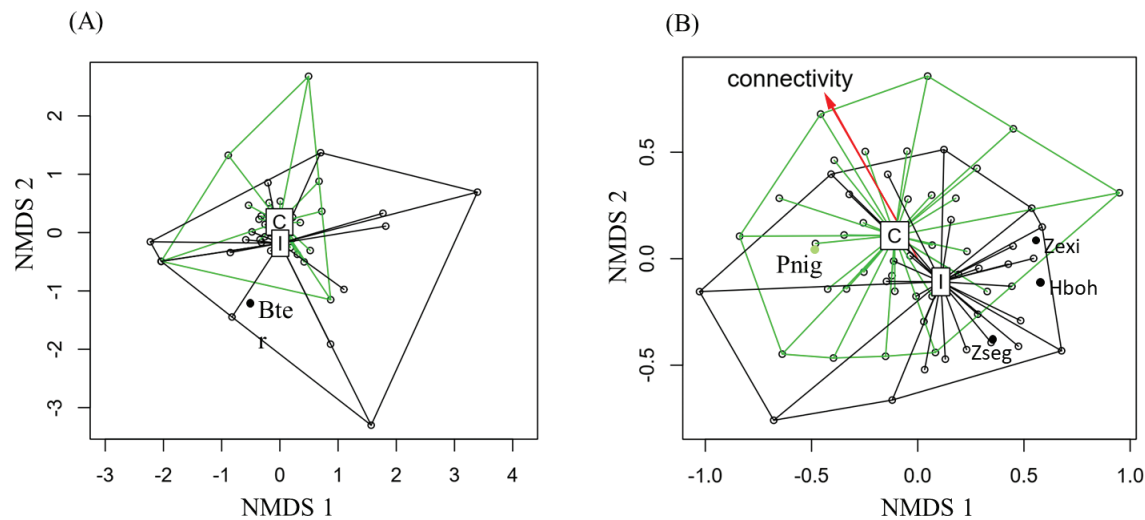 (A)
NMDS 2
2
1
0
-1
-2
-3
C
I
Bte
r
-3 -2 -1 0 1 2 3 4
NMDS 1
(B)
connectivity
NMDS 2
0.5
0.0
-0.5
C
I
Pnig
Zexi
Hboh
Zseg
-1.0 -0.5 0.0 0.5 1.0
NMDS 1